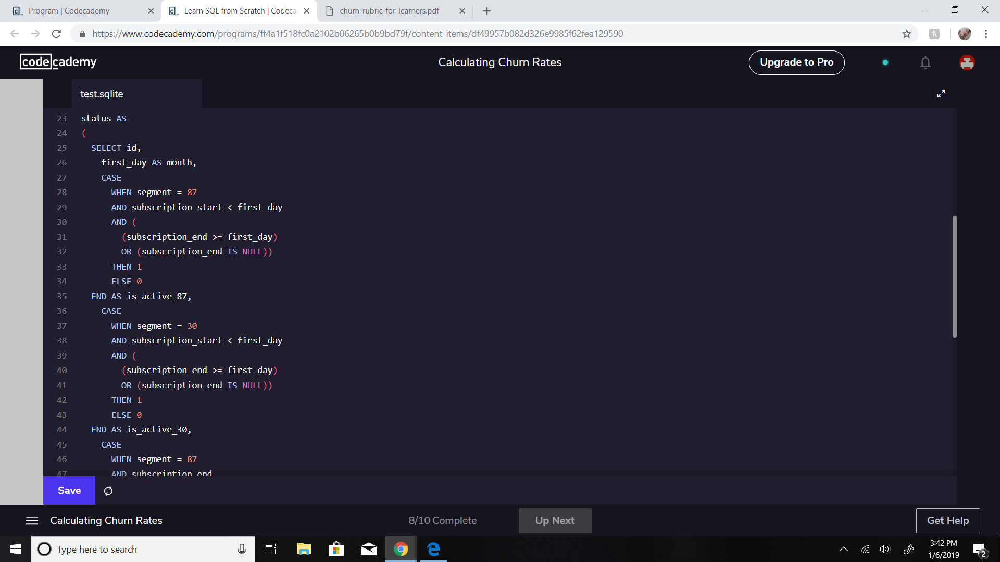 Program | Codecademy
Learn SQL from Scratch | Codeca
churn-rubric-for-learners.pdf
https://www.codecademy.com/programs/ff4a1f518fc0a2102b06265b0b9bd79f/content-items/df49957b082d326e9985f62fea129590
codecademy
Calculating Churn Rates
Upgrade to Pro
test.sqlite
23 status AS
24 (
25 SELECT id,
26 first_day AS month,
27 CASE
28 WHEN segment = 87
29 AND subscription_start < first_day
30 AND (
31 (subscription_end >= first_day)
32 OR (subscription_end IS NULL))
33 THEN 1
34 ELSE 0
35 END AS is_active_87,
36 CASE
37 WHEN segment = 30
38 AND subscription_start < first_day
39 AND (
40 (subscription_end >= first_day)
41 OR (subscription_end IS NULL))
42 THEN 1
43 ELSE 0
44 END AS is_active_30,
45 CASE
46 WHEN segment = 87
47 AND subscription_end
Save
Calculating Churn Rates
8/10 Complete
Up Next
Get Help
Type here to search
3:42 PM
1/6/2019
2